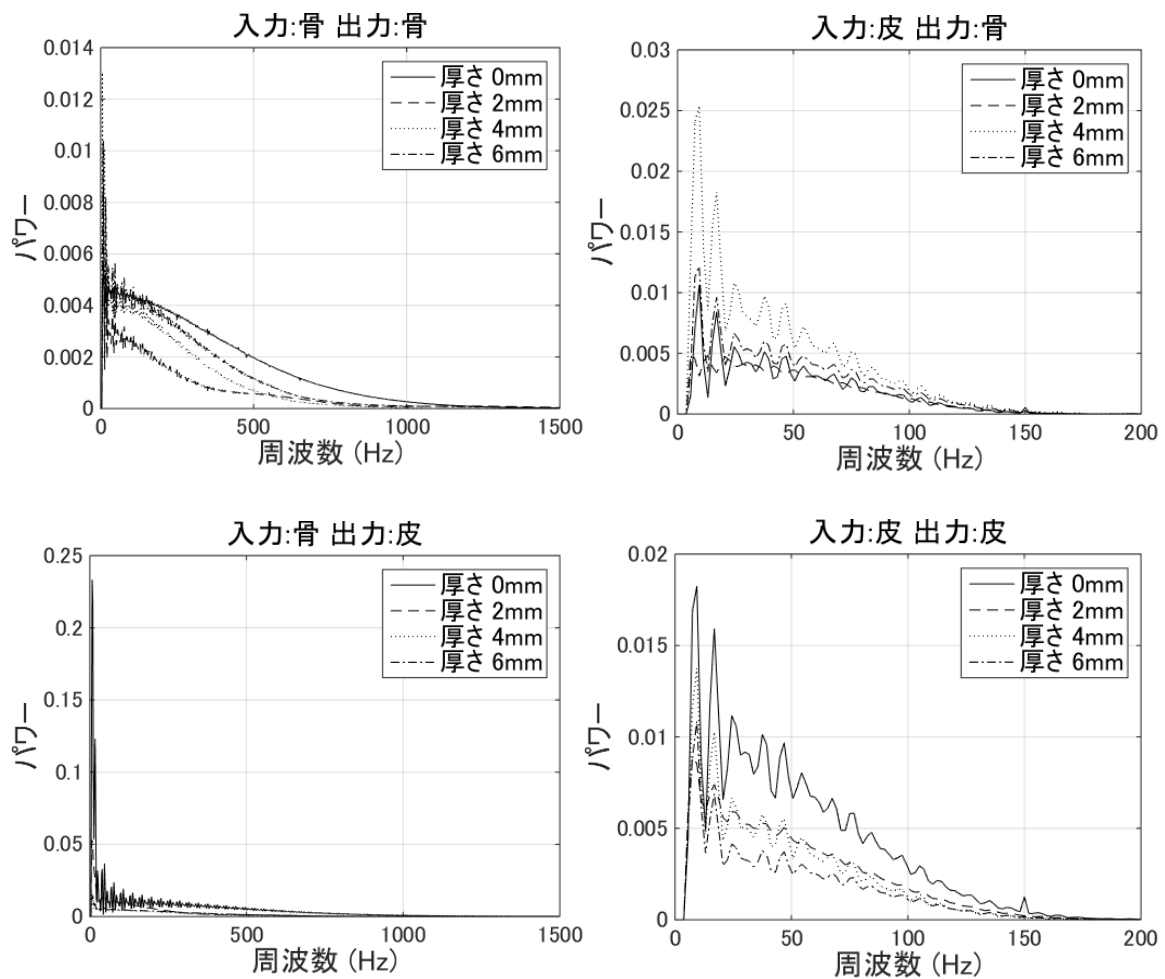 入力:骨 出力:骨
0.014
0.012
0.01
0.008
0.006
0.004
0.002
0
パワー
厚さ 0mm
厚さ 2mm
厚さ 4mm
厚さ 6mm
0 500 1000 1500
周波数 (Hz)
入力:皮 出力:骨
0.03
0.025
0.02
0.015
0.01
0.005
0
パワー
厚さ 0mm
厚さ 2mm
厚さ 4mm
厚さ 6mm
0 50 100 150 200
周波数 (Hz)
入力:骨 出力:皮
0.25
0.2
0.15
0.1
0.05
0
パワー
厚さ 0mm
厚さ 2mm
厚さ 4mm
厚さ 6mm
0 500 1000 1500
周波数 (Hz)
入力:皮 出力:皮
0.02
0.015
0.01
0.005
0
パワー
厚さ 0mm
厚さ 2mm
厚さ 4mm
厚さ 6mm
0 50 100 150 200
周波数 (Hz)